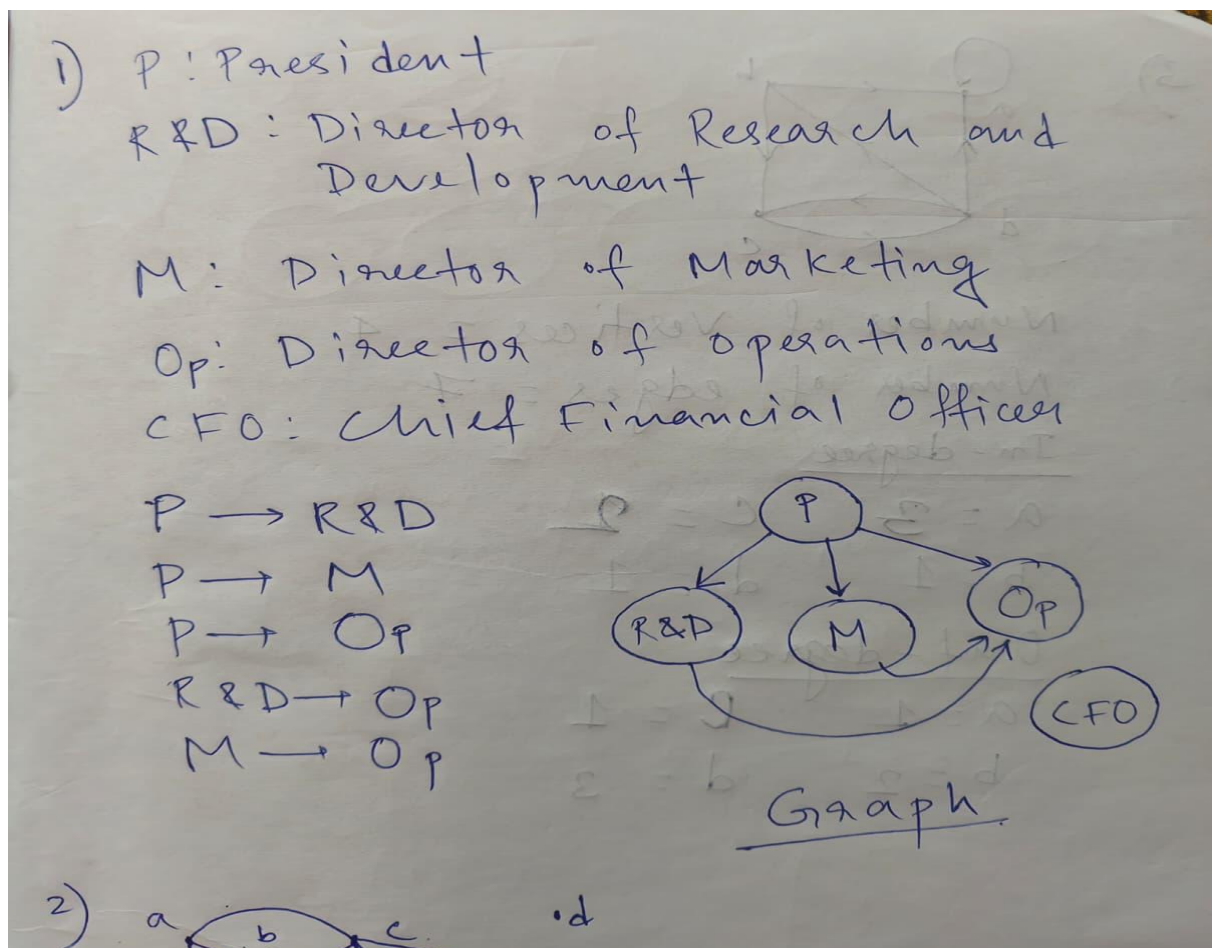 1) P : President
R&D : Director of Research and
Development
M : Director of Marketing
Op : Director of operations
CFO : Chief Financial Officer
P → R&D
P → M
P → Op
R&D → Op
M → Op
P
R&D
M
Op
CFO
Graph
2) a b c .d